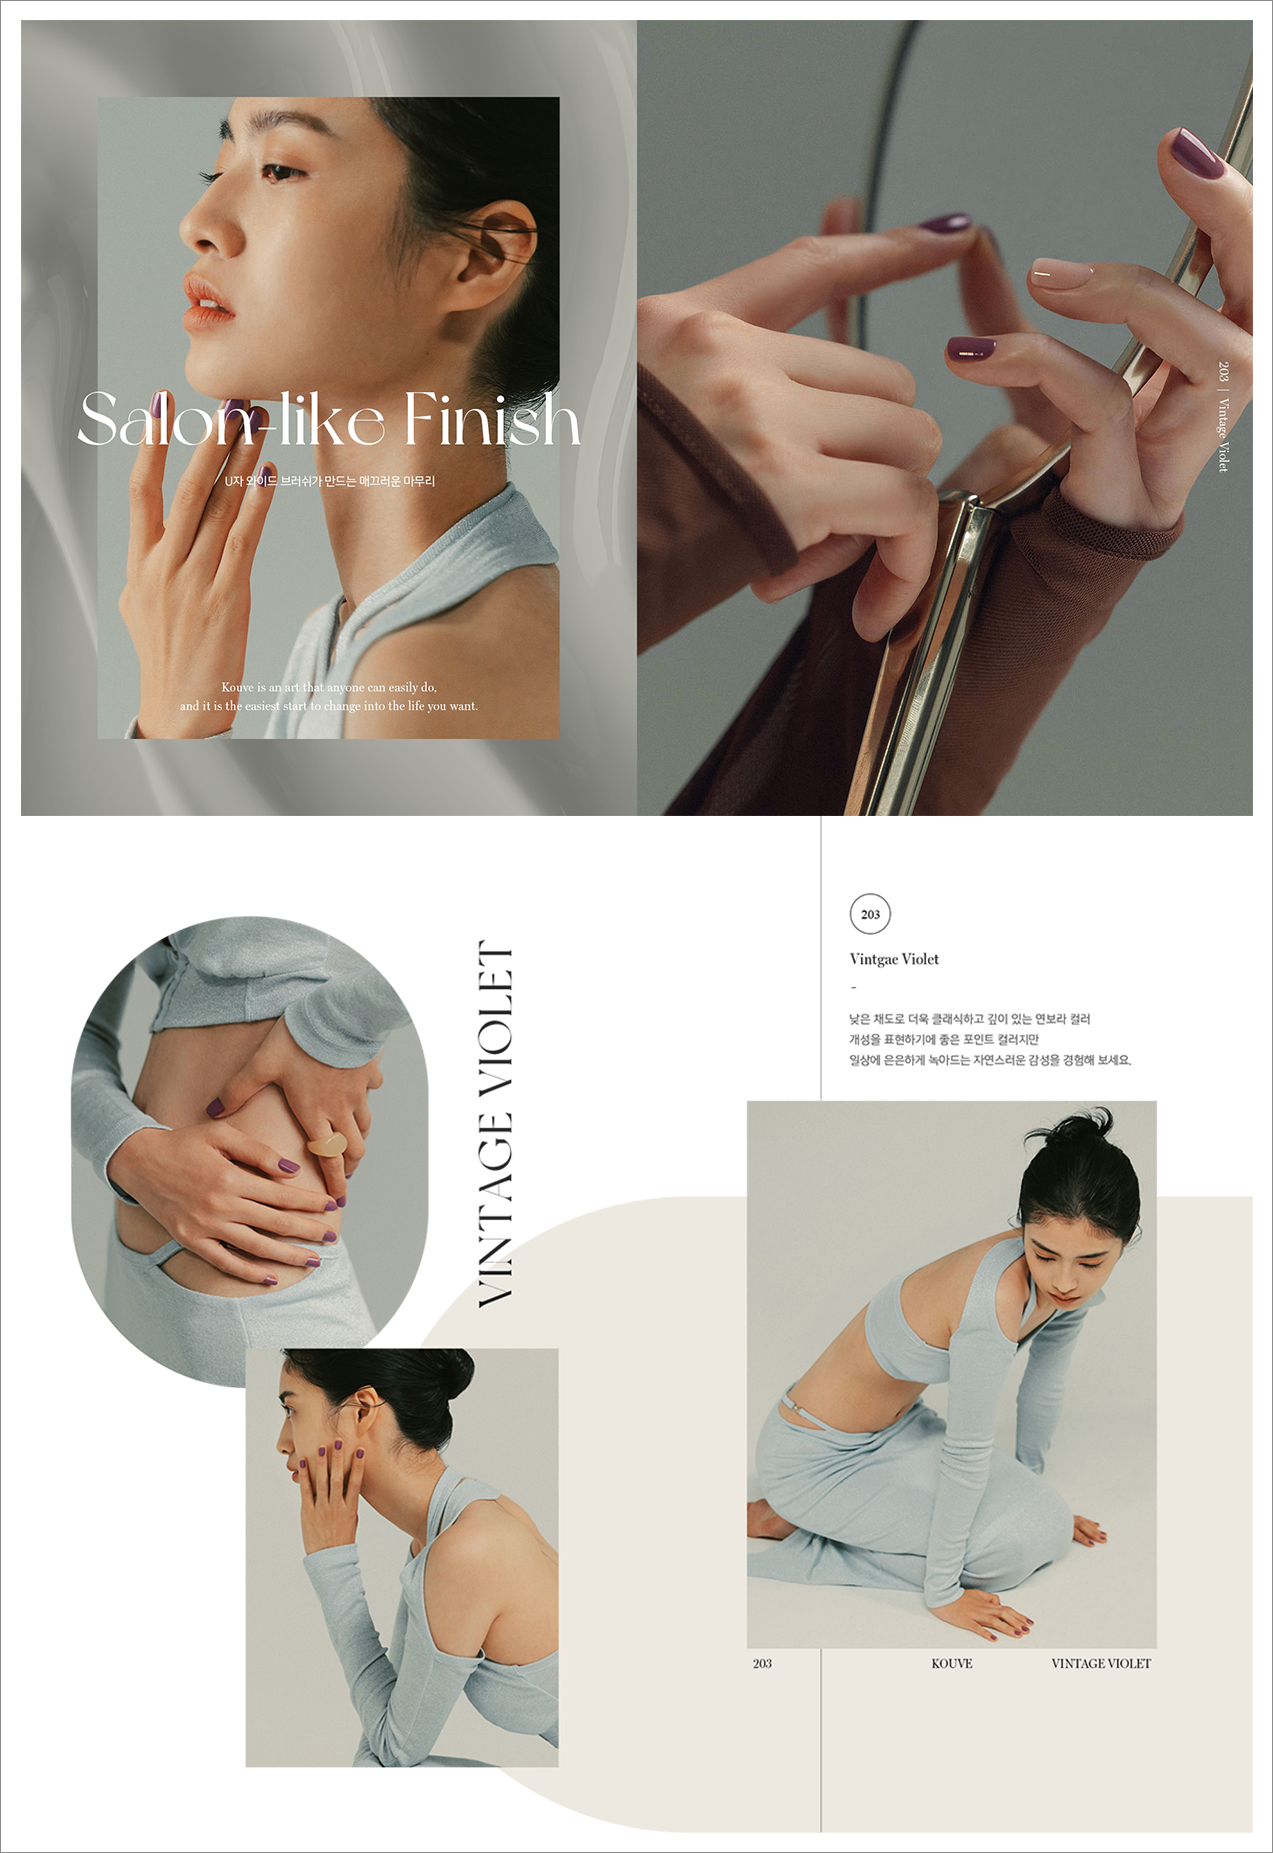 Salon-like Finish
U자 와이드 브러쉬가 만드는 매끄러운 마무리
Kouve is an art that anyone can easily do,
and it is the easiest start to change into the life you want.
203 | Vintage Violet
VINTAGE VIOLET
203
Vintgae Violet
-
낮은 채도로 더욱 클래식하고 깊이 있는 연보라 컬러
개성을 표현하기에 좋은 포인트 컬러지만
일상에 은은하게 녹아드는 자연스러운 감성을 경험해 보세요.
203 KOUVE VINTAGE VIOLET